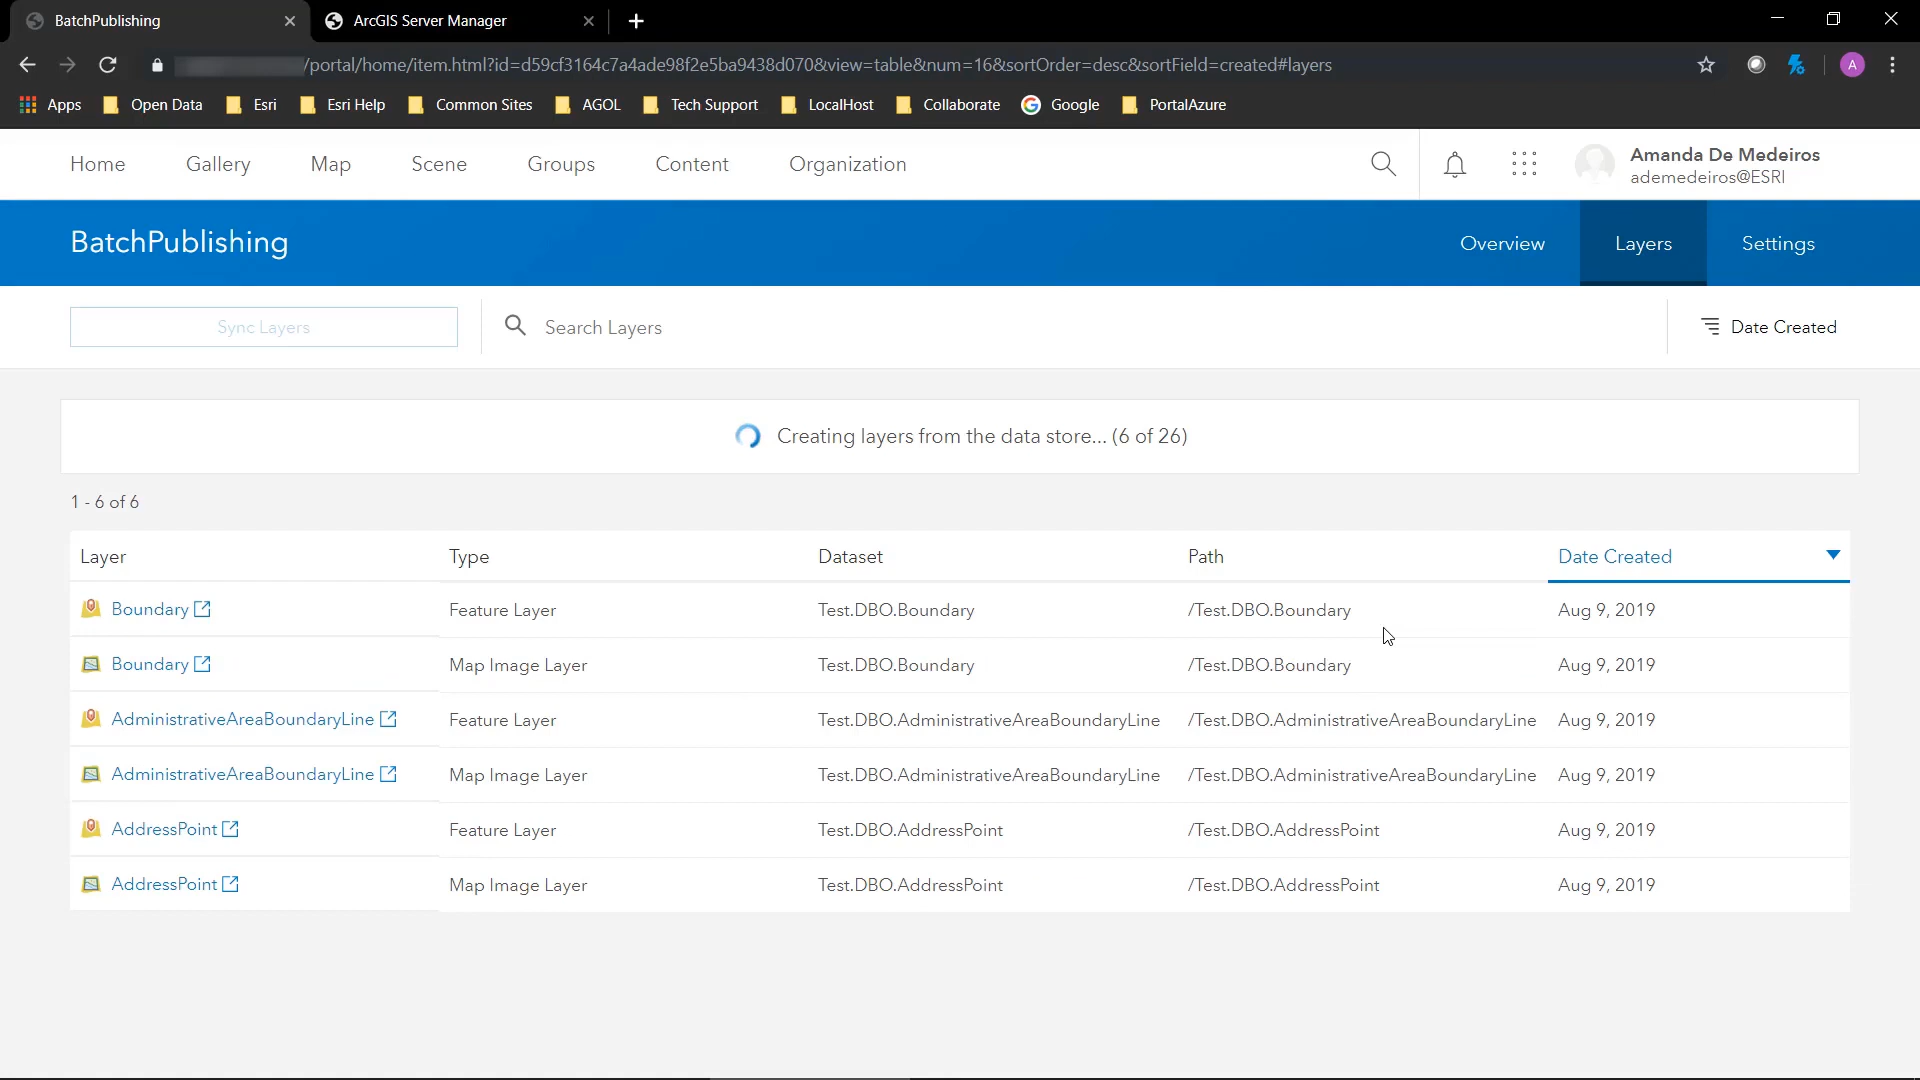 BatchPublishing
ArcGIS Server Manager
/portal/home/item.html?id=d59cf3164c7a4ade98f2e5ba9438d070&view=table&num=16&sortOrder=desc&sortField=created#layers
A
Apps Open Data Esri Esri Help Common Sites AGOL Tech Support LocalHost Collaborate Google PortalAzure
Home Gallery Map Scene Groups Content Organization
Amanda De Medeiros
ademedeiros@ESRI
BatchPublishing Overview Layers Settings
Sync Layers Search Layers Date Created
Creating layers from the data store... (6 of 26)
1 - 6 of 6
Layer Type Dataset Path Date Created
Boundary Feature Layer Test.DBO.Boundary /Test.DBO.Boundary Aug 9, 2019
Boundary Map Image Layer Test.DBO.Boundary /Test.DBO.Boundary Aug 9, 2019
AdministrativeAreaBoundaryLine Feature Layer Test.DBO.AdministrativeAreaBoundaryLine /Test.DBO.AdministrativeAreaBoundaryLine Aug 9, 2019
AdministrativeAreaBoundaryLine Map Image Layer Test.DBO.AdministrativeAreaBoundaryLine /Test.DBO.AdministrativeAreaBoundaryLine Aug 9, 2019
AddressPoint Feature Layer Test.DBO.AddressPoint /Test.DBO.AddressPoint Aug 9, 2019
AddressPoint Map Image Layer Test.DBO.AddressPoint /Test.DBO.AddressPoint Aug 9, 2019